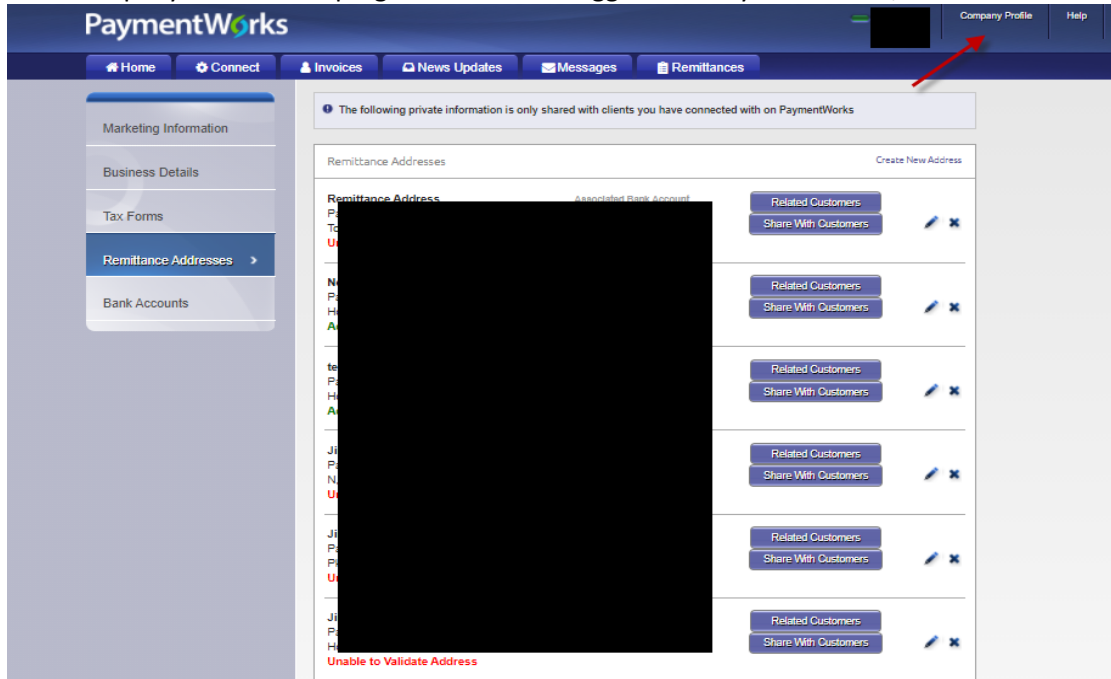 PaymentWorks
Company Profile
Help
Home
Connect
Invoices
News Updates
Messages
Remittances
The following private information is only shared with clients you have connected with on PaymentWorks
Marketing Information
Business Details
Tax Forms
Remittance Addresses
Bank Accounts
Remittance Addresses
Create New Address
Remittance Address
Associated Bank Account
Related Customers
Share With Customers
Related Customers
Share With Customers
Related Customers
Share With Customers
Related Customers
Share With Customers
Related Customers
Share With Customers
Related Customers
Share With Customers
Unable to Validate Address